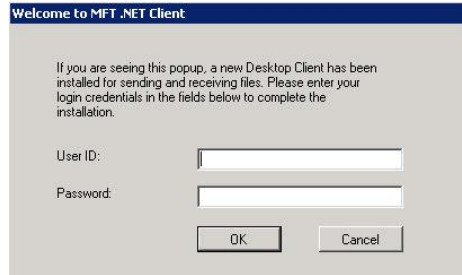 Welcome to MFT .NET Client
If you are seeing this popup, a new Desktop Client has been
installed for sending and receiving files. Please enter your
login credentials in the fields below to complete the
installation.
User ID:
Password:
OK
Cancel